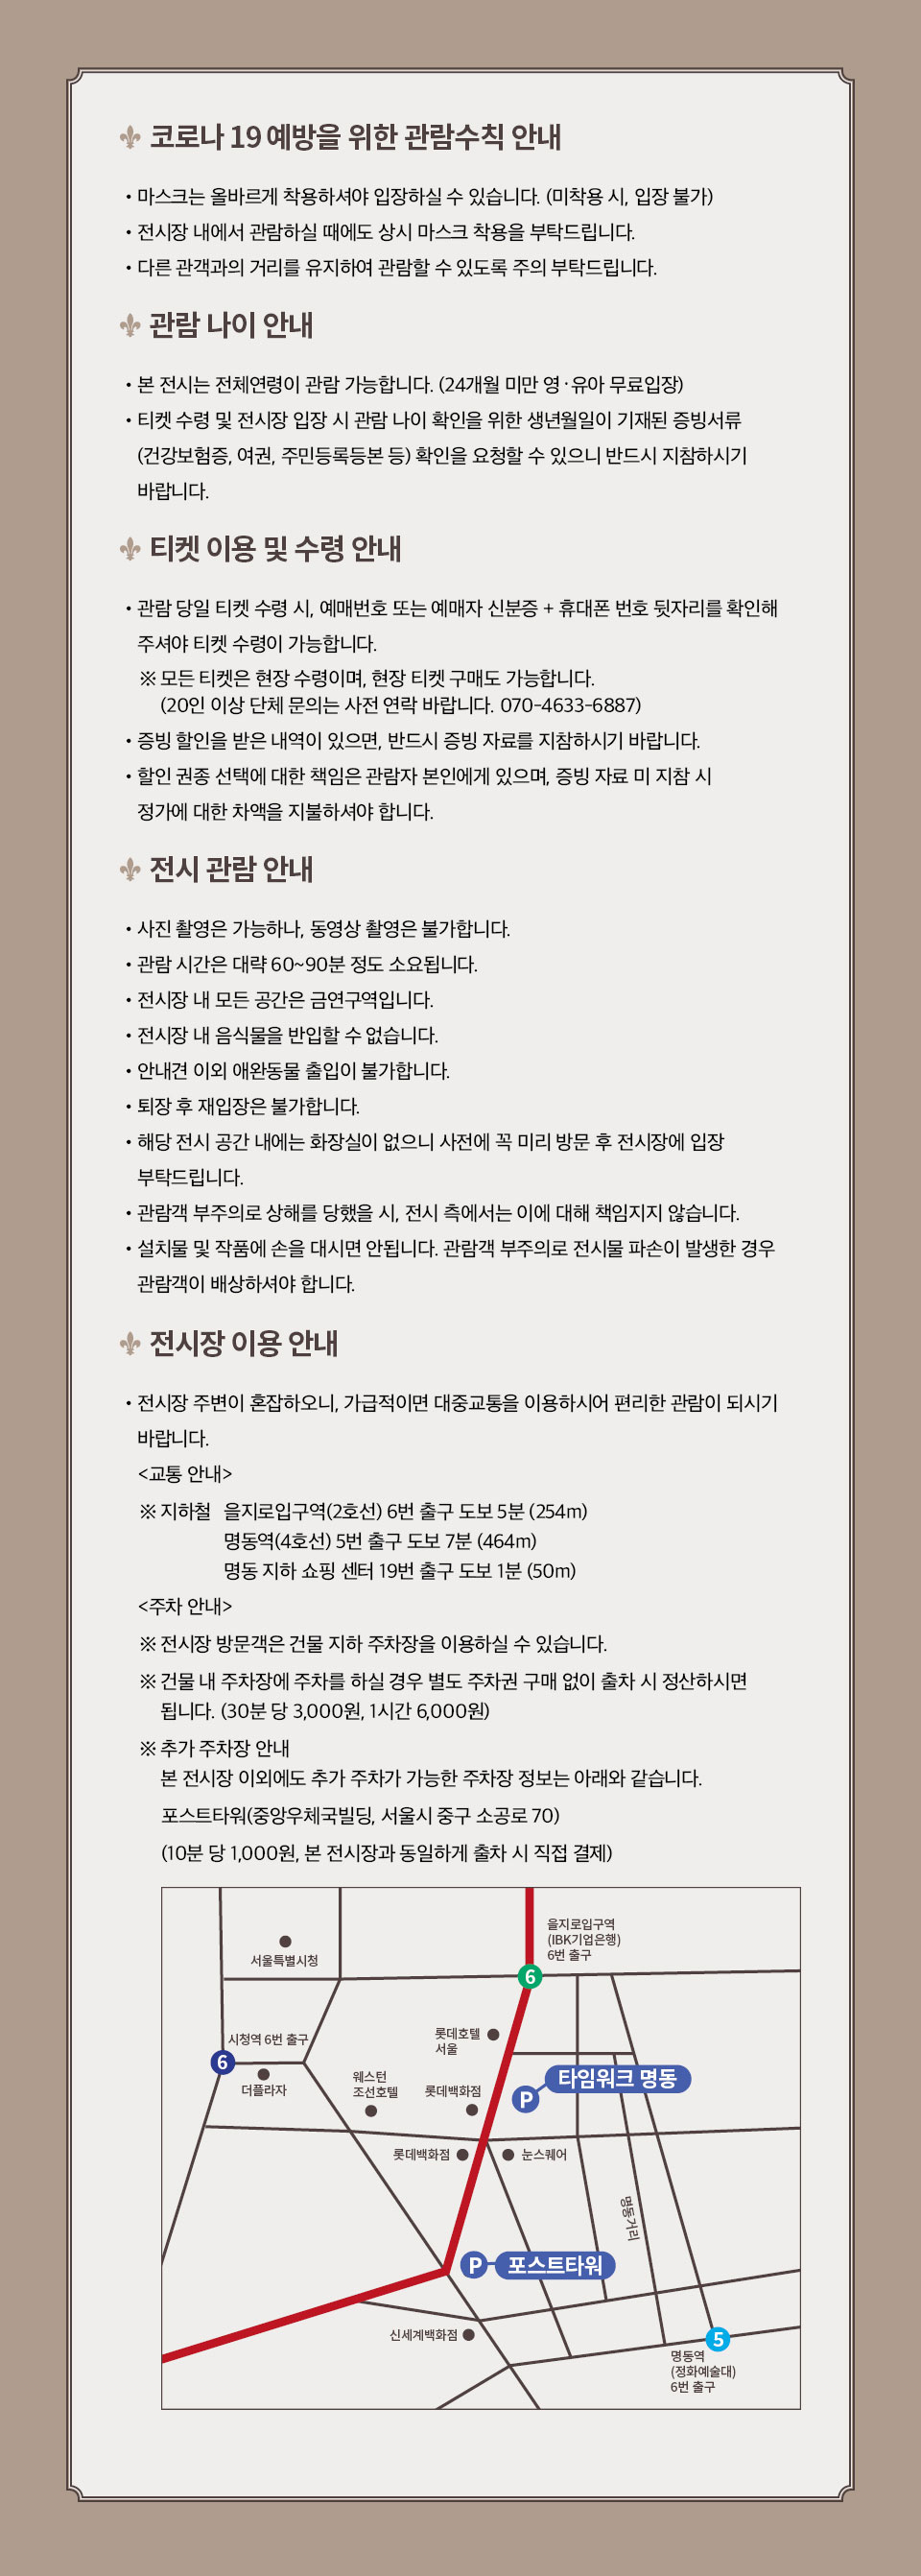 코로나 19 예방을 위한 관람수칙 안내
• 마스크는 올바르게 착용하셔야 입장하실 수 있습니다. (미착용 시, 입장 불가)
• 전시장 내에서 관람하실 때에도 상시 마스크 착용을 부탁드립니다.
• 다른 관객과의 거리를 유지하여 관람할 수 있도록 주의 부탁드립니다.
관람 나이 안내
• 본 전시는 전체연령이 관람 가능합니다. (24개월 미만 영·유아 무료입장)
• 티켓 수령 및 전시장 입장 시 관람 나이 확인을 위한 생년월일이 기재된 증빙서류
(건강보험증, 여권, 주민등록등본 등) 확인을 요청할 수 있으니 반드시 지참하시기
바랍니다.
티켓 이용 및 수령 안내
• 관람 당일 티켓 수령 시, 예매번호 또는 예매자 신분증 + 휴대폰 번호 뒷자리를 확인해
주셔야 티켓 수령이 가능합니다.
※ 모든 티켓은 현장 수령이며, 현장 티켓 구매도 가능합니다.
(20인 이상 단체 문의는 사전 연락 바랍니다. 070-4633-6887)
• 증빙 할인을 받은 내역이 있으면, 반드시 증빙 자료를 지참하시기 바랍니다.
• 할인 권종 선택에 대한 책임은 관람자 본인에게 있으며, 증빙 자료 미 지참 시
정가에 대한 차액을 지불하셔야 합니다.
전시 관람 안내
• 사진 촬영은 가능하나, 동영상 촬영은 불가합니다.
• 관람 시간은 대략 60~90분 정도 소요됩니다.
• 전시장 내 모든 공간은 금연구역입니다.
• 전시장 내 음식물을 반입할 수 없습니다.
• 안내견 이외 애완동물 출입이 불가합니다.
• 퇴장 후 재입장은 불가합니다.
• 해당 전시 공간 내에는 화장실이 없으니 사전에 꼭 미리 방문 후 전시장에 입장
부탁드립니다.
• 관람객 부주의로 상해를 당했을 시, 전시 측에서는 이에 대해 책임지지 않습니다.
• 설치물 및 작품에 손을 대시면 안됩니다. 관람객 부주의로 전시물 파손이 발생한 경우
관람객이 배상하셔야 합니다.
전시장 이용 안내
• 전시장 주변이 혼잡하오니, 가급적이면 대중교통을 이용하시어 편리한 관람이 되시기
바랍니다.
<교통 안내>
※ 지하철 을지로입구역(2호선) 6번 출구 도보 5분 (254m)
명동역(4호선) 5번 출구 도보 7분 (464m)
명동 지하 쇼핑 센터 19번 출구 도보 1분 (50m)
<주차 안내>
※ 전시장 방문객은 건물 지하 주차장을 이용하실 수 있습니다.
※ 건물 내 주차장에 주차를 하실 경우 별도 주차권 구매 없이 출차 시 정산하시면
됩니다. (30분 당 3,000원, 1시간 6,000원)
※ 추가 주차장 안내
본 전시장 이외에도 추가 주차가 가능한 주차장 정보는 아래와 같습니다.
포스트타워(중앙우체국빌딩, 서울시 중구 소공로 70)
(10분 당 1,000원, 본 전시장과 동일하게 출차 시 직접 결제)
을지로입구역
(IBK기업은행)
6번 출구
서울특별시청
6
롯데호텔
서울
시청역 6번 출구
6
더플라자
웨스턴
조선호텔
롯데백화점
P
타임워크 명동
롯데백화점
눈스퀘어
명동거리
P
포스트타워
신세계백화점
5
명동역
(정화예술대)
6번 출구